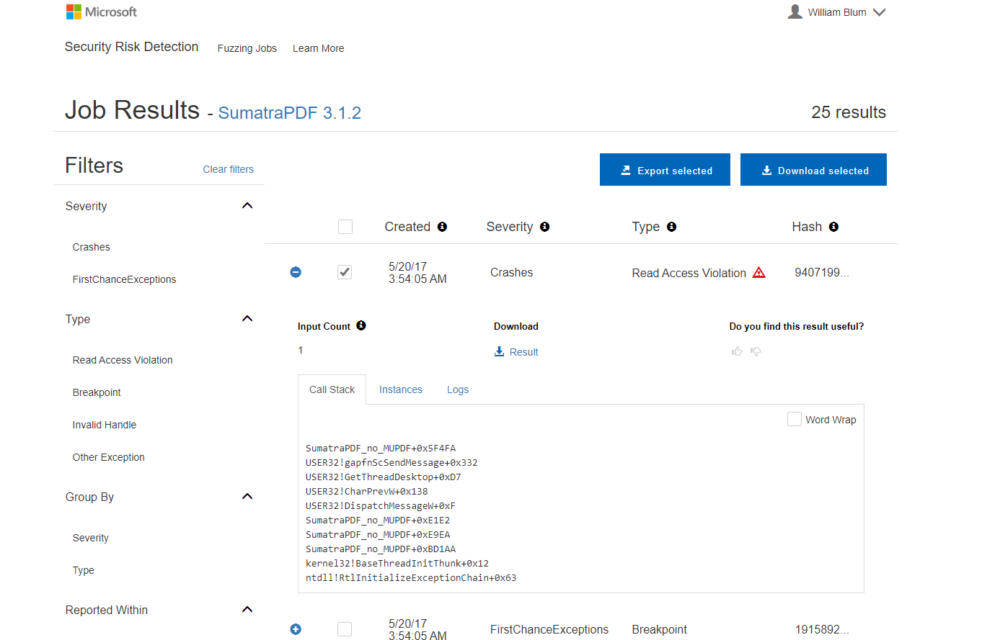 Microsoft
William Blum
Security Risk Detection
Fuzzing Jobs
Learn More
Job Results - SumatraPDF 3.1.2
25 results
Filters
Clear filters
Export selected
Download selected
Severity
Crashes
FirstChanceExceptions
Type
Read Access Violation
Breakpoint
Invalid Handle
Other Exception
Group By
Severity
Type
Reported Within
Created
Severity
Type
Hash
5/20/17
3:54:05 AM
Crashes
Read Access Violation
9407199...
Input Count
Download
Do you find this result useful?
1
Result
Call Stack
Instances
Logs
Word Wrap
SumatraPDF_no_MUPDF+0x5F4FA
USER32!gapfnScSendMessage+0x332
USER32!GetThreadDesktop+0xD7
USER32!CharPrevW+0x138
USER32!DispatchMessageW+0xF
SumatraPDF_no_MUPDF+0xE1E2
SumatraPDF_no_MUPDF+0xE9EA
SumatraPDF_no_MUPDF+0xBD1AA
kernel32!BaseThreadInitThunk+0x12
ntdll!RtlInitializeExceptionChain+0x63
5/20/17
3:54:05 AM
FirstChanceExceptions
Breakpoint
1915892...